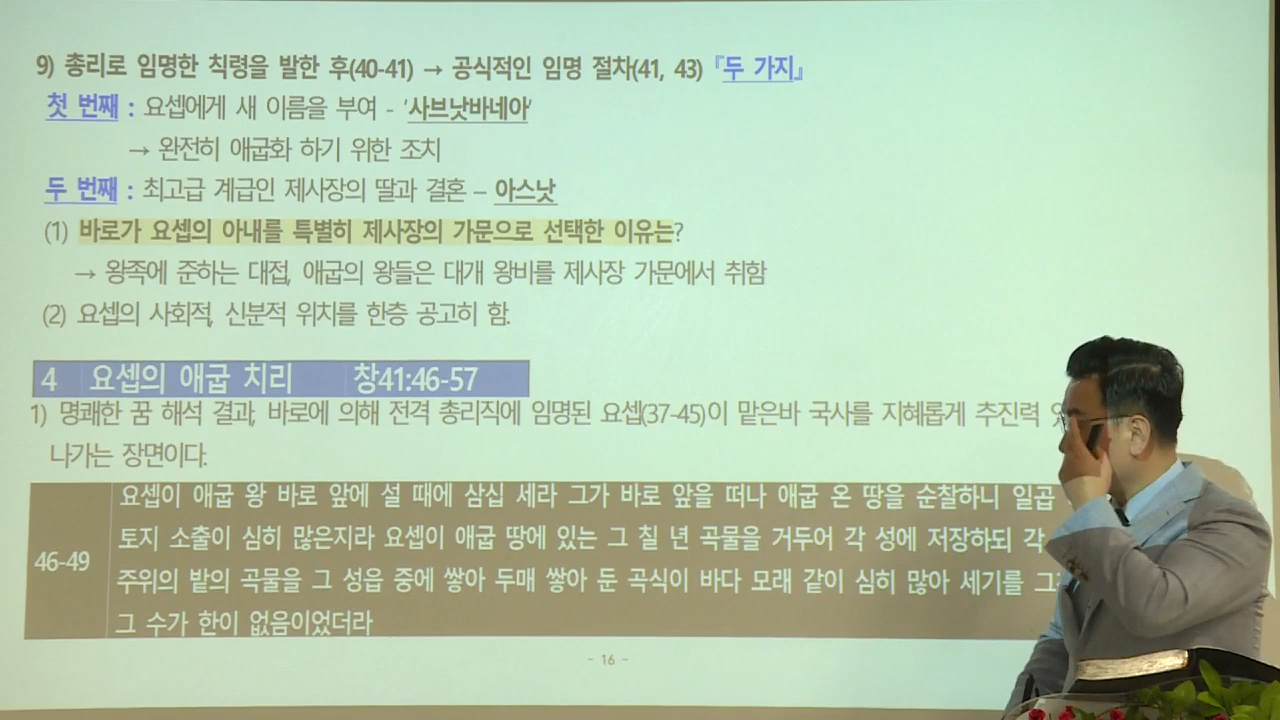 9) 총리로 임명한 칙령을 발한 후(40-41) → 공식적인 임명 절차(41, 43) 『두 가지』
첫 번째 : 요셉에게 새 이름을 부여 - '사브낫바네아'
→ 완전히 애굽화 하기 위한 조치
두 번째 : 최고급 계급인 제사장의 딸과 결혼 – 아스낫
(1) 바로가 요셉의 아내를 특별히 제사장의 가문으로 선택한 이유는?
→ 왕족에 준하는 대접, 애굽의 왕들은 대개 왕비를 제사장 가문에서 취함
(2) 요셉의 사회적, 신분적 위치를 한층 공고히 함.
4 요셉의 애굽 치리 창41:46-57
1) 명쾌한 꿈 해석 결과, 바로에 의해 전격 총리직에 임명된 요셉(37-45)이 맡은바 국사를 지혜롭게 추진력
나가는 장면이다.
요셉이 애굽 왕 바로 앞에 설 때에 삼십 세라 그가 바로 앞을 떠나 애굽 온 땅을 순찰하니 일곱
토지 소출이 심히 많은지라 요셉이 애굽 땅에 있는 그 칠 년 곡물을 거두어 각 성에 저장하되 각
46-49
주위의 밭의 곡물을 그 성읍 중에 쌓아 두매 쌓아 둔 곡식이 바다 모래 같이 심히 많아 세기를
그 수가 한이 없음이었더라
- 16 -